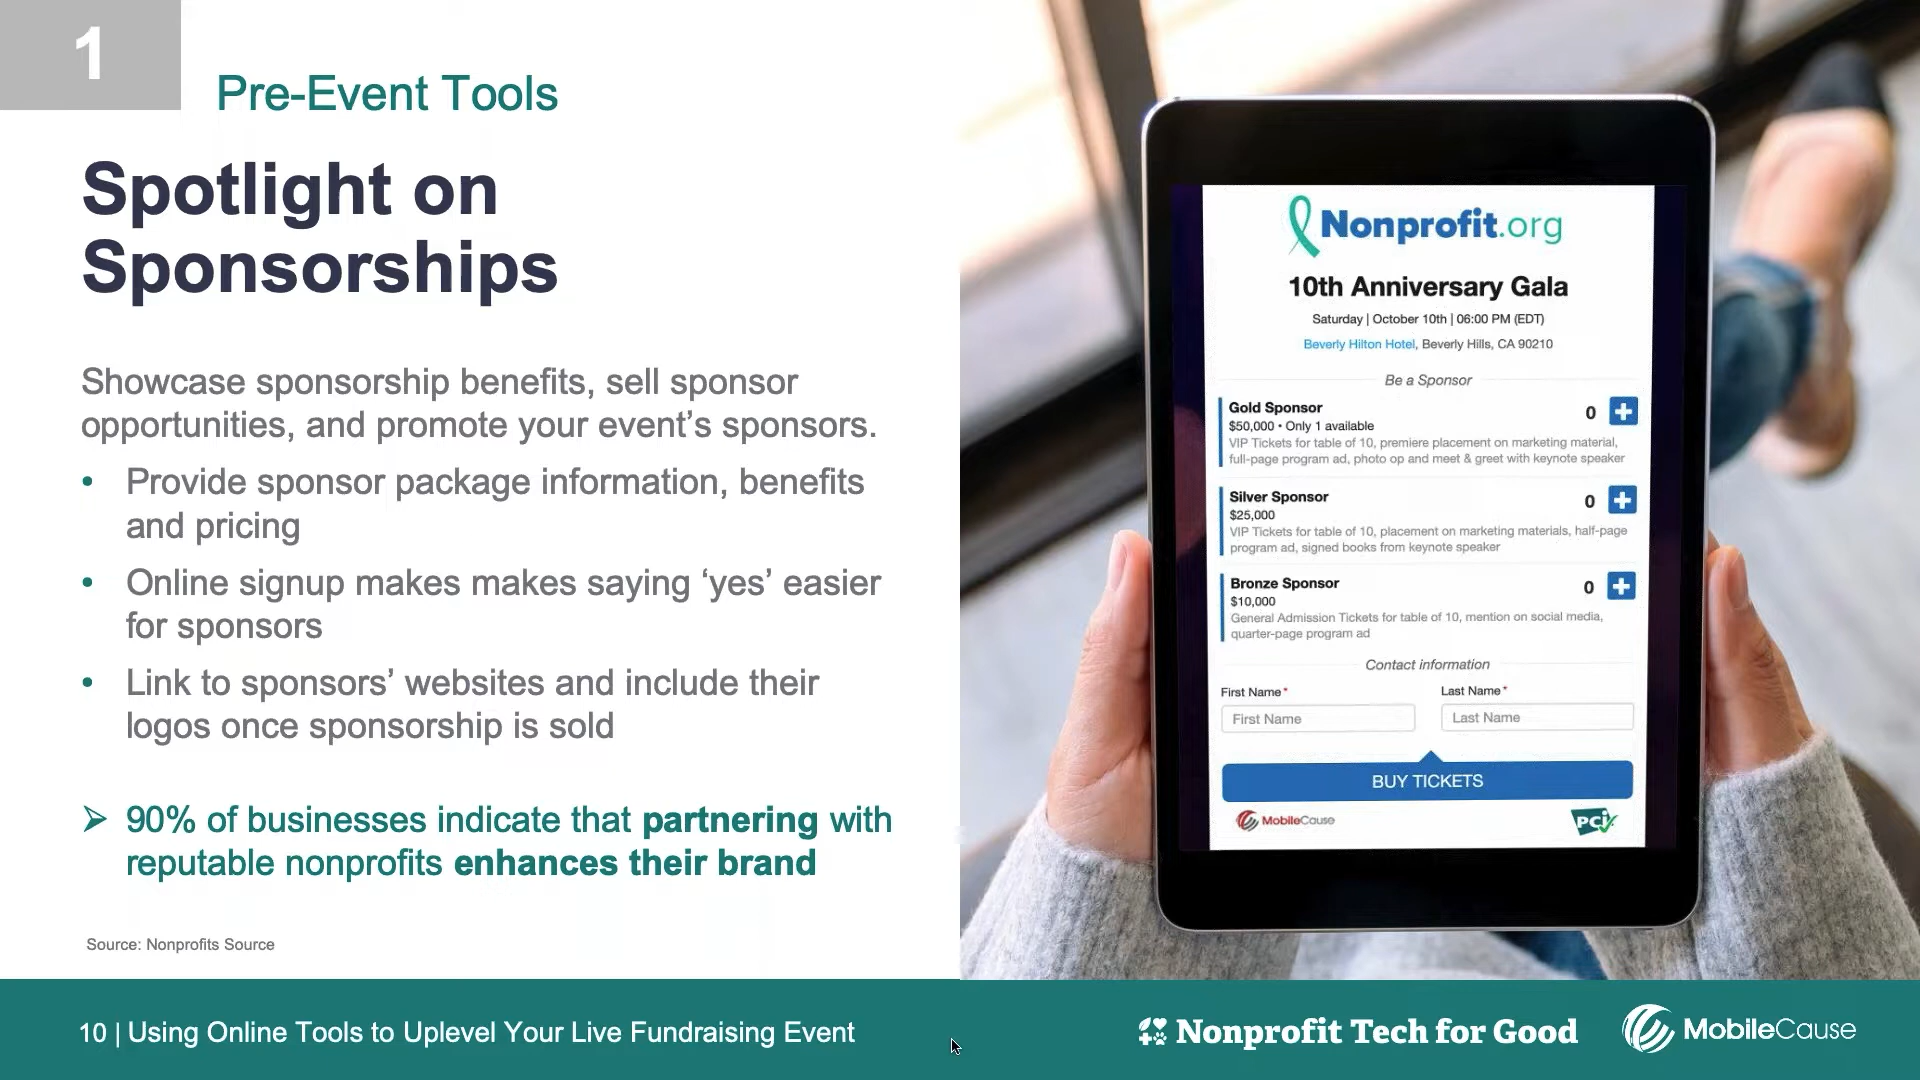 1
Pre-Event Tools
Spotlight on
Sponsorships
Showcase sponsorship benefits, sell sponsor
opportunities, and promote your event’s sponsors.
• Provide sponsor package information, benefits
and pricing
• Online signup makes makes saying ‘yes’ easier
for sponsors
• Link to sponsors’ websites and include their
logos once sponsorship is sold
➢ 90% of businesses indicate that partnering with
reputable nonprofits enhances their brand
Source: Nonprofits Source
Nonprofit.org
10th Anniversary Gala
Saturday | October 10th | 06:00 PM (EDT)
Beverly Hilton Hotel, Beverly Hills, CA 90210
Be a Sponsor
Gold Sponsor
0
$50,000 • Only 1 available
VIP Tickets for table of 10, premiere placement on marketing material,
full-page program ad, photo op and meet & greet with keynote speaker
Silver Sponsor
0
$25,000
VIP Tickets for table of 10, placement on marketing materials, half-page
program ad, signed books from keynote speaker
Bronze Sponsor
0
$10,000
General Admission Tickets for table of 10, mention on social media,
quarter-page program ad
Contact information
First Name* Last Name*
First Name Last Name
BUY TICKETS
MobileCause PCi
10 | Using Online Tools to Uplevel Your Live Fundraising Event
Nonprofit Tech for Good
MobileCause